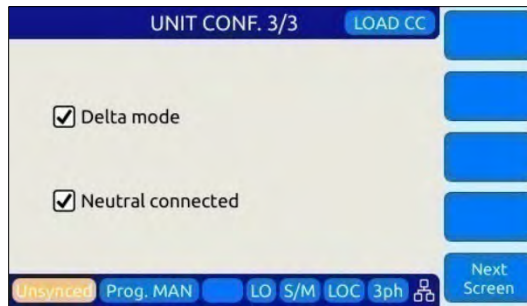 UNIT CONF. 3/3
LOAD CC
Delta mode
Neutral connected
Next
Screen
Unsynced Prog. MAN LO S/M LOC 3ph